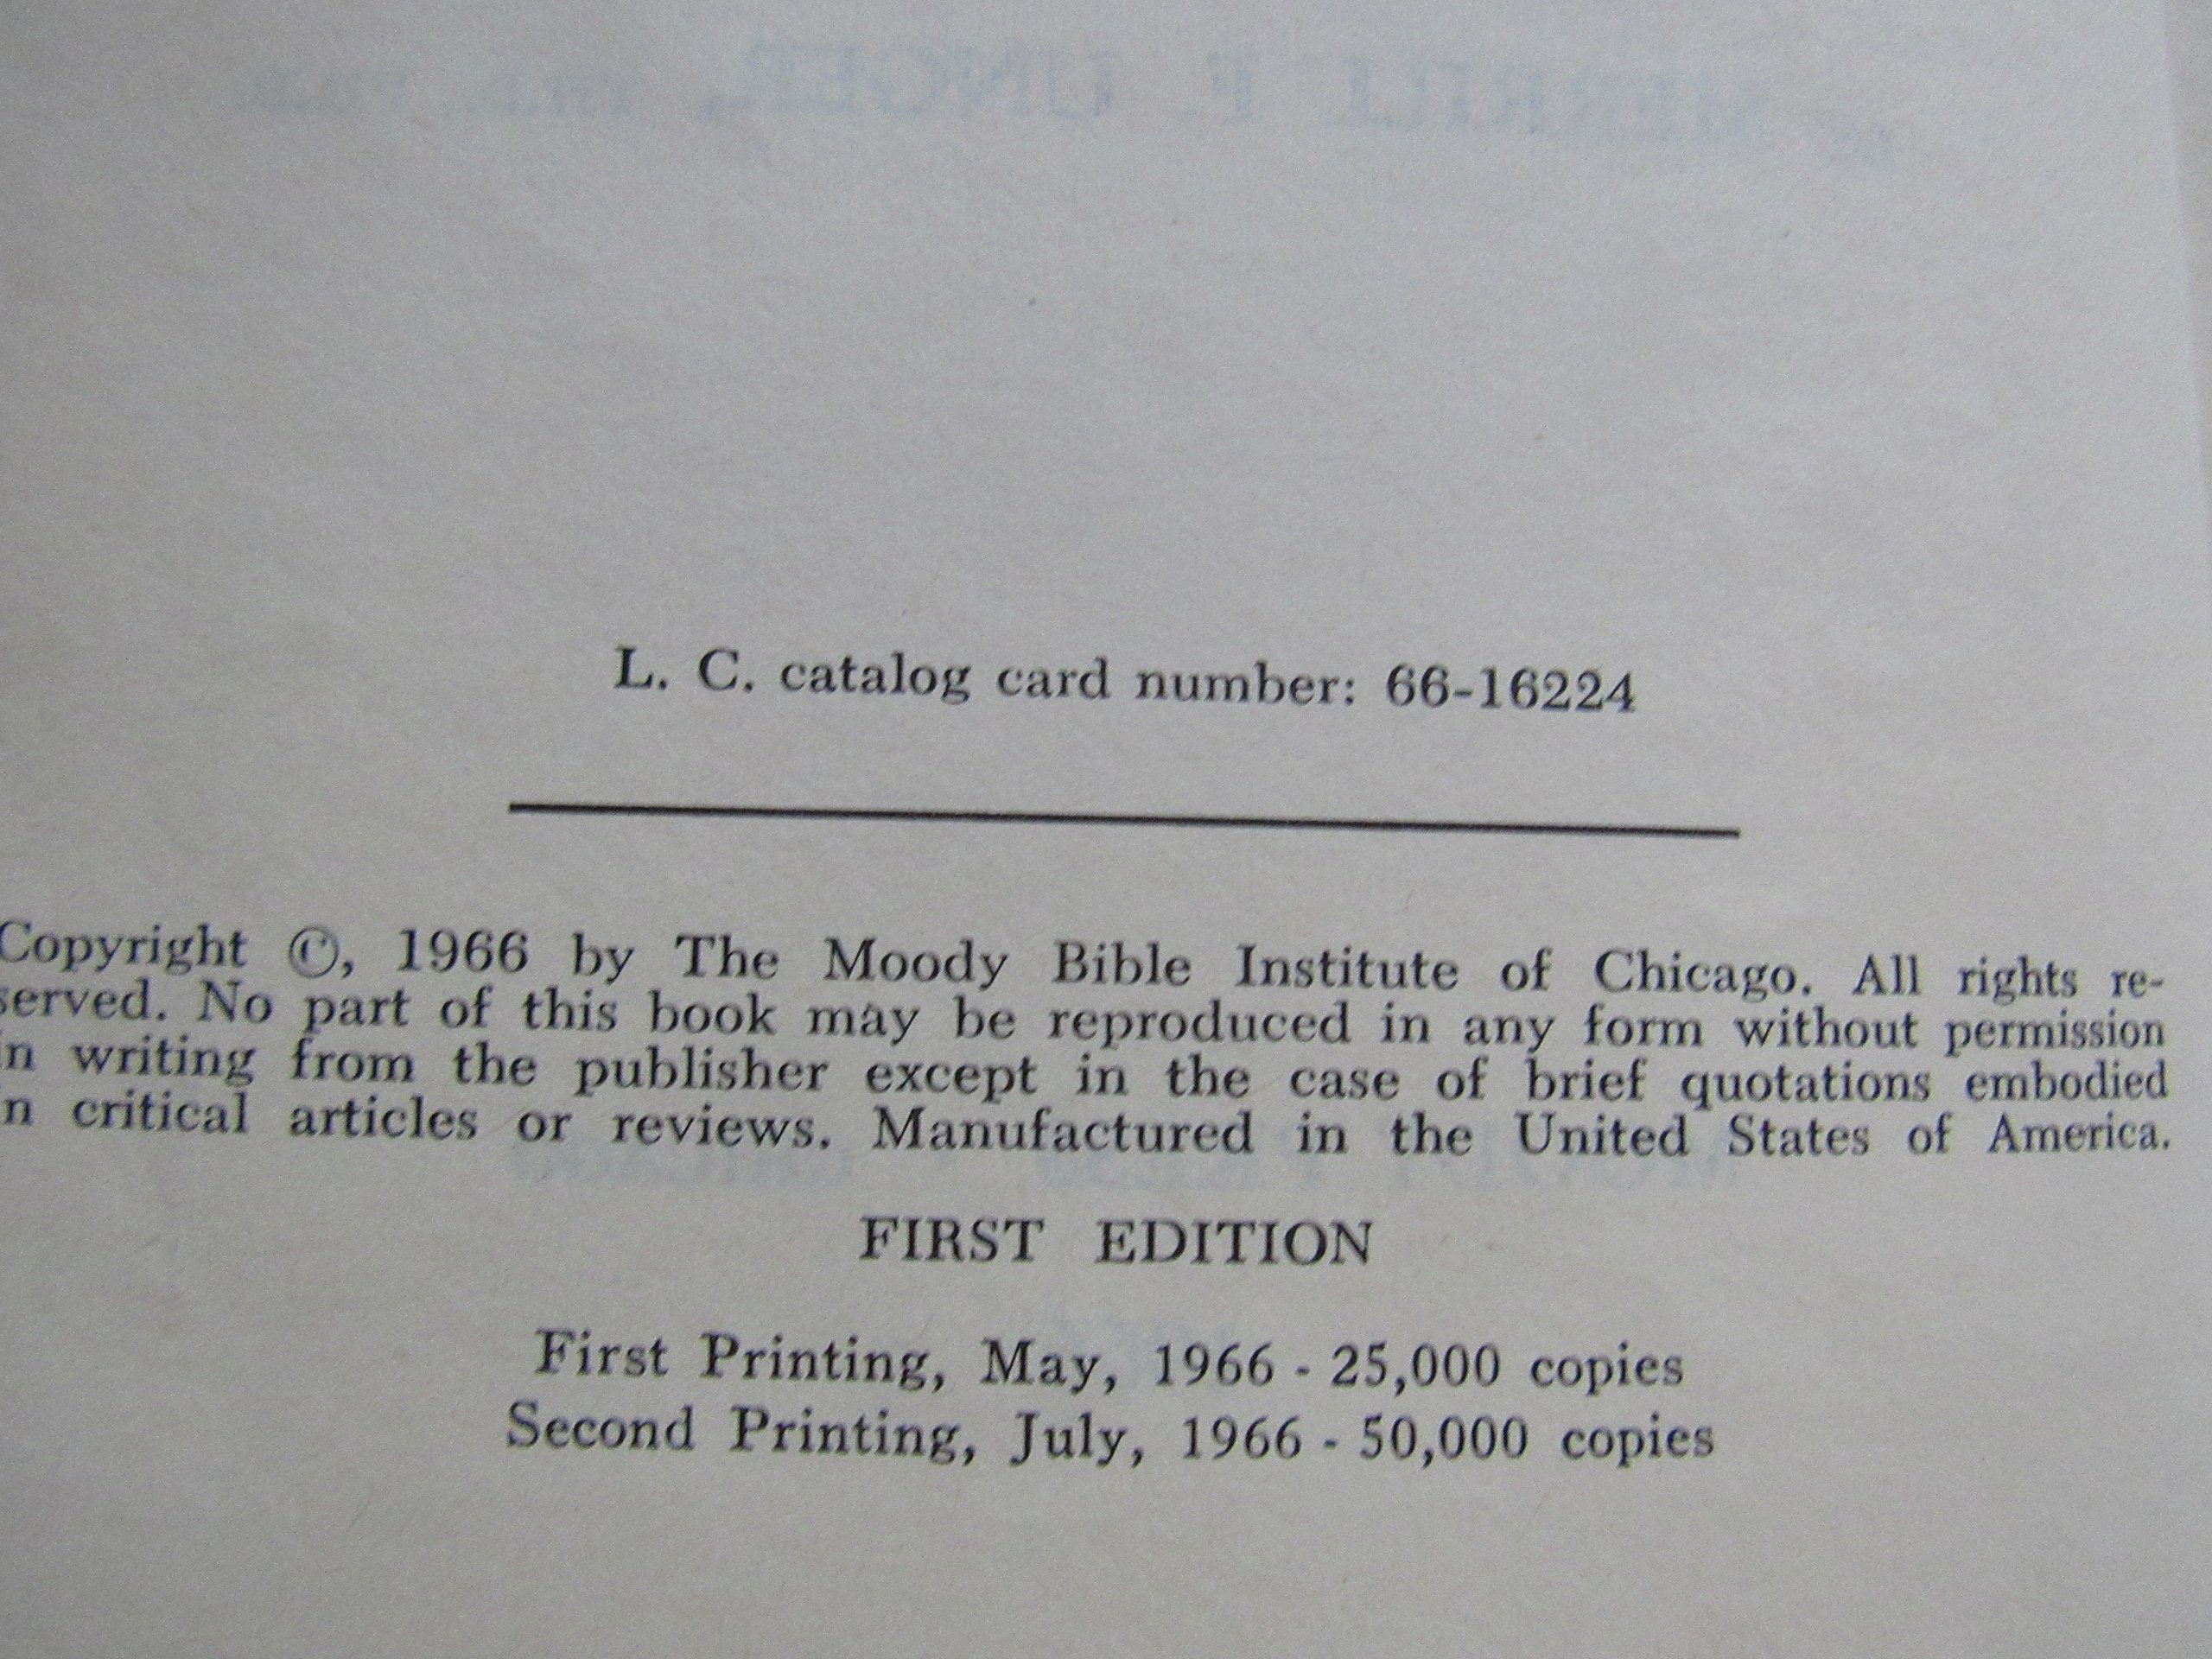 L. C. catalog card number: 66-16224
Copyright ©, 1966 by The Moody Bible Institute of Chicago. All rights re-
served. No part of this book may be reproduced in any form without permission
in writing from the publisher except in the case of brief quotations embodied
in critical articles or reviews. Manufactured in the United States of America.
FIRST EDITION
First Printing, May, 1966 - 25,000 copies
Second Printing, July, 1966 - 50,000 copies